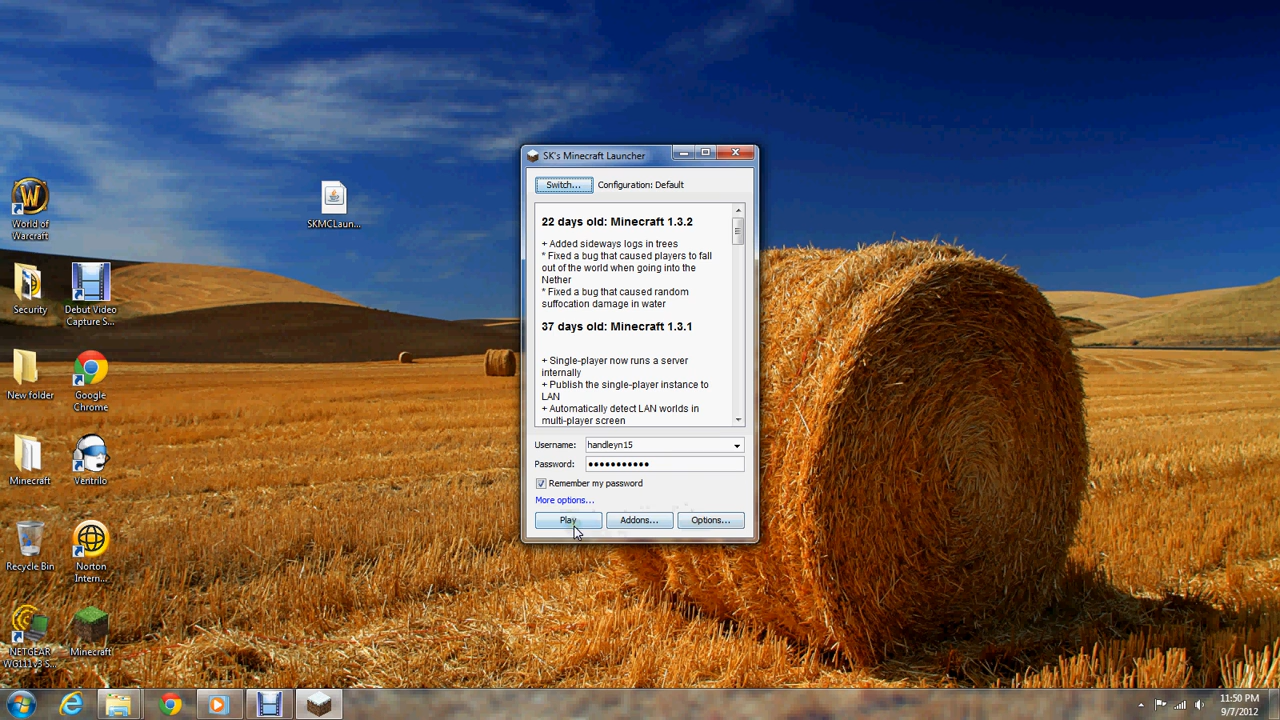 SK's Minecraft Launcher
Switch...
Configuration: Default
22 days old: Minecraft 1.3.2
+ Added sideways logs in trees
* Fixed a bug that caused players to fall
out of the world when going into the
Nether
* Fixed a bug that caused random
suffocation damage in water
37 days old: Minecraft 1.3.1
+ Single-player now runs a server
internally
+ Publish the single-player instance to
LAN
+ Automatically detect LAN worlds in
multi-player screen
Username: handleyn15
Password: ●●●●●●●●●●●
Remember my password
More options...
Play
Addons...
Options...
World of
Warcraft
SKMCLaun...
Security
Debut Video
Capture S...
New folder
Google
Chrome
Minecraft
Ventrilo
Recycle Bin
Norton
Intern...
NETGEAR
WG111v3 S...
Minecraft
11:50 PM
9/7/2012